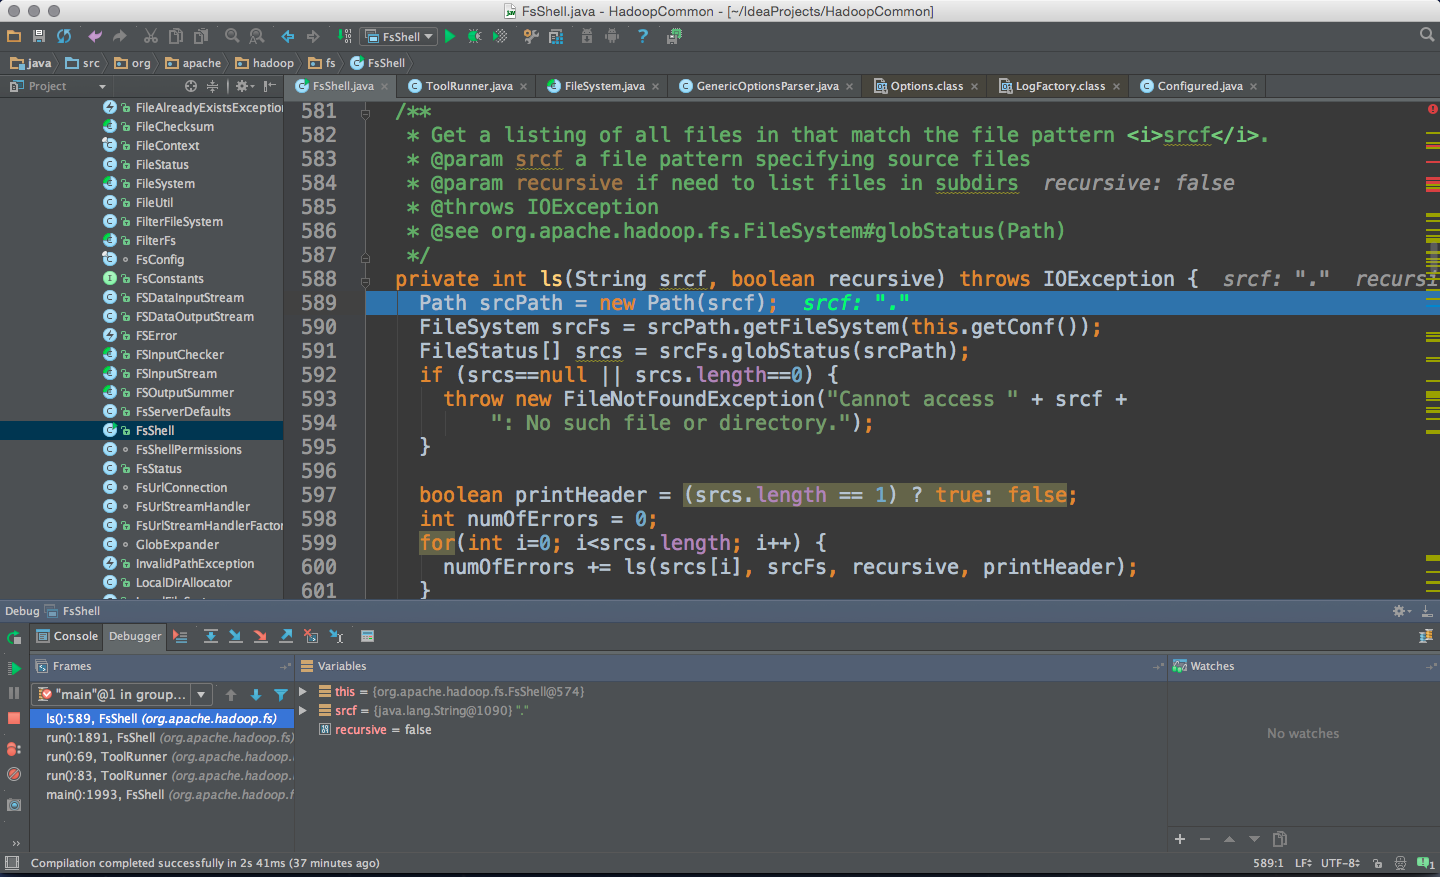 FsShell.java - HadoopCommon - [~/IdeaProjects/HadoopCommon]
FsShell
java src org apache hadoop fs FsShell
Project
FsShell.java ToolRunner.java FileSystem.java GenericOptionsParser.java Options.class LogFactory.class Configured.java
FileAlreadyExistsExceptio
FileChecksum
FileContext
FileStatus
FileSystem
FileUtil
FilterFileSystem
FilterFs
FsConfig
FsConstants
FSDataInputStream
FSDataOutputStream
FSError
FSInputChecker
FSInputStream
FSOutputSummer
FsServerDefaults
FsShell
FsShellPermissions
FsStatus
FsUrlConnection
FsUrlStreamHandler
FsUrlStreamHandlerFactor
GlobExpander
InvalidPathException
LocalDirAllocator
581 /**
582 * Get a listing of all files in that match the file pattern <i>srcf</i>.
583 * @param srcf a file pattern specifying source files
584 * @param recursive if need to list files in subdirs recursive: false
585 * @throws IOException
586 * @see org.apache.hadoop.fs.FileSystem#globStatus(Path)
587 */
588 private int ls(String srcf, boolean recursive) throws IOException { srcf: "." recursi
589 Path srcPath = new Path(srcf); srcf: "."
590 FileSystem srcFs = srcPath.getFileSystem(this.getConf());
591 FileStatus[] srcs = srcFs.globStatus(srcPath);
592 if (srcs==null || srcs.length==0) {
593 throw new FileNotFoundException("Cannot access " + srcf +
594 ": No such file or directory.");
595 }
596
597 boolean printHeader = (srcs.length == 1) ? true: false;
598 int numOfErrors = 0;
599 for(int i=0; i<srcs.length; i++) {
600 numOfErrors += ls(srcs[i], srcFs, recursive, printHeader);
601 }
Debug FsShell
Console Debugger
Frames
"main"@1 in group...
ls():589, FsShell (org.apache.hadoop.fs)
run():1891, FsShell (org.apache.hadoop.fs)
run():69, ToolRunner (org.apache.hadoop.
run():83, ToolRunner (org.apache.hadoop.
main():1993, FsShell (org.apache.hadoop.f
Variables
this = {org.apache.hadoop.fs.FsShell@574}
srcf = {java.lang.String@1090} "."
recursive = false
Watches
No watches
Compilation completed successfully in 2s 41ms (37 minutes ago)
589:1 LF UTF-8 1